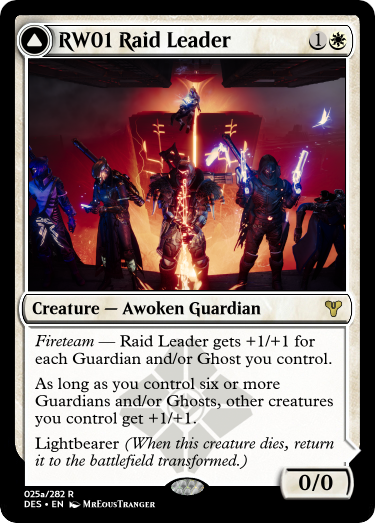 RW01 Raid Leader 1
Creature — Awoken Guardian
Fireteam — Raid Leader gets +1/+1 for
each Guardian and/or Ghost you control.
As long as you control six or more
Guardians and/or Ghosts, other creatures
you control get +1/+1.
Lightbearer (When this creature dies, return
it to the battlefield transformed.)
0/0
025a/282 R
DES • EN MrEousTranger